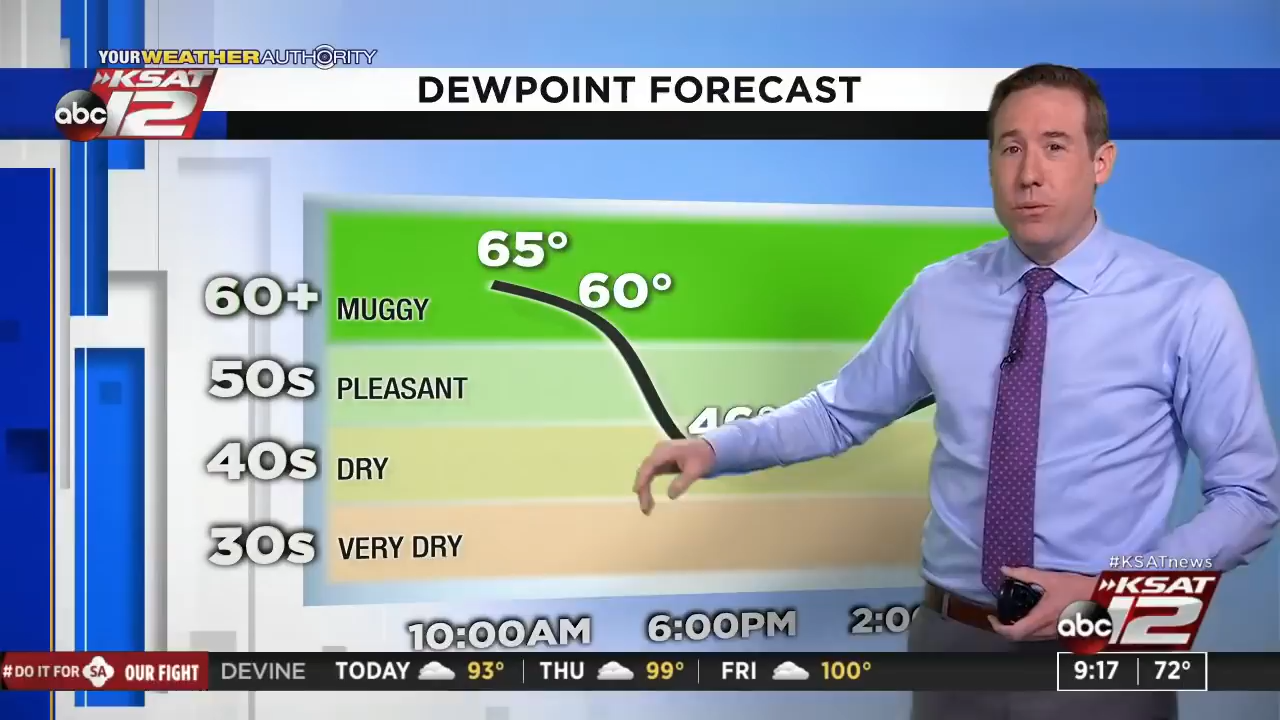 YOUR WEATHER AUTHORITY
KSAT
abc 12
DEWPOINT FORECAST
65°
60°
60+ MUGGY
50s PLEASANT
40s DRY
30s VERY DRY
10:00AM 6:00PM
#KSATnews
KSAT
abc 12
#DO IT FOR SA OUR FIGHT DEVINE TODAY 93° THU 99° FRI 100° 9:17 72°